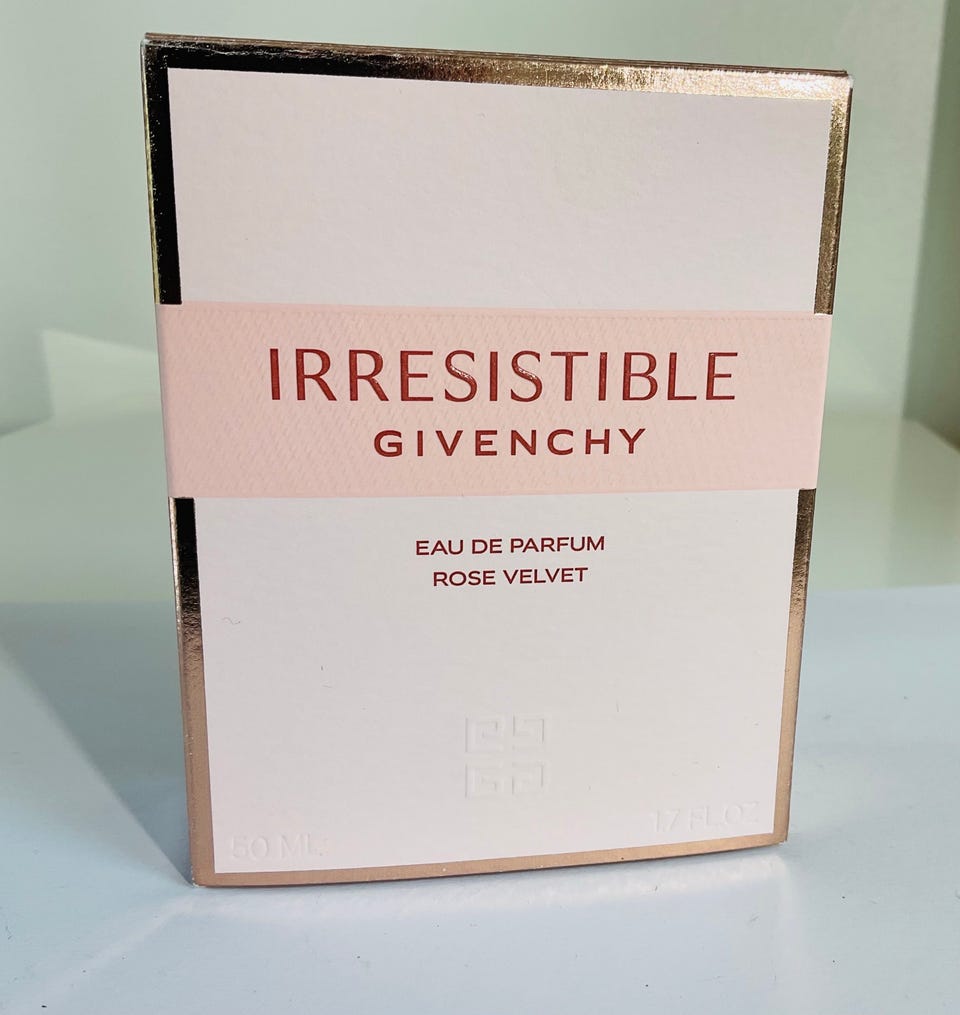 IRRESISTIBLE
GIVENCHY
EAU DE PARFUM
ROSE VELVET
50 ML
1.7 FL.OZ